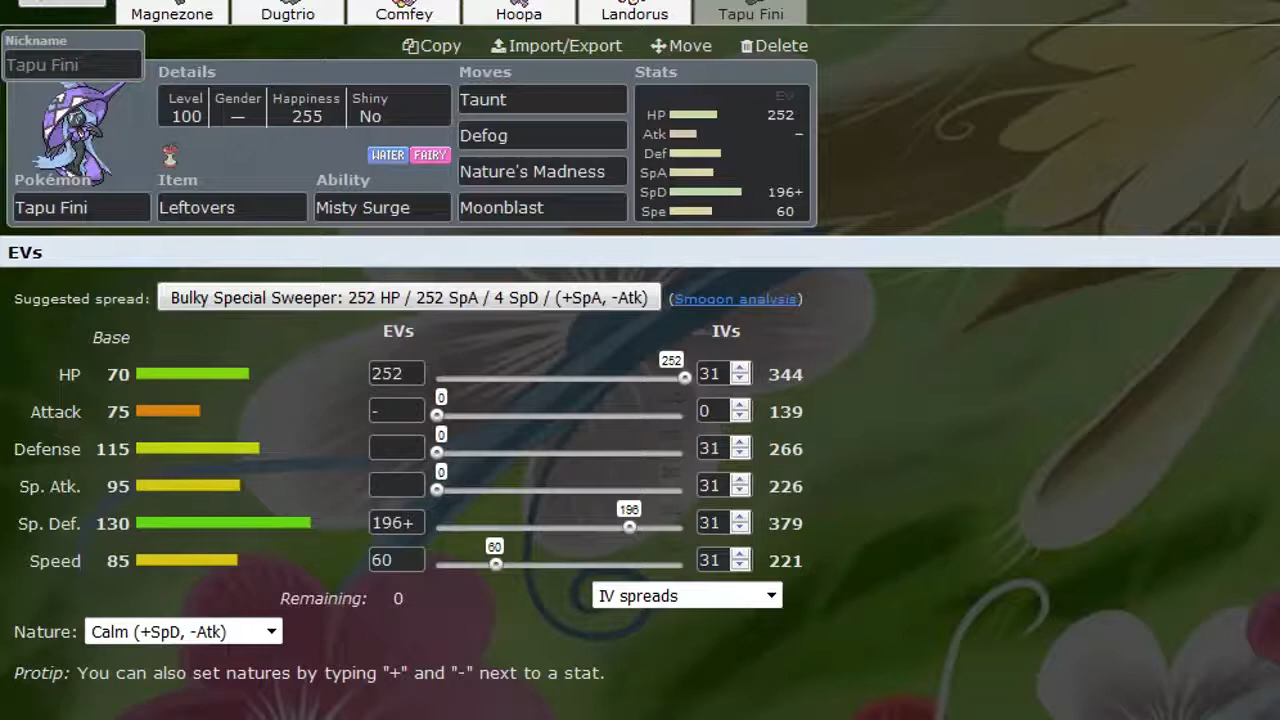 Magnezone Dugtrio Comfey Hoopa Landorus Tapu Fini
Copy Import/Export Move Delete
Nickname
Tapu Fini
Details Moves Stats
Level Gender Happiness Shiny
100 — 255 No
WATER FAIRY
Pokémon Item Ability
Tapu Fini Leftovers Misty Surge
Taunt
Defog
Nature's Madness
Moonblast
EV
HP 252
Atk –
Def
SpA
SpD 196+
Spe 60
EVs
Suggested spread: Bulky Special Sweeper: 252 HP / 252 SpA / 4 SpD / (+SpA, -Atk) (Smogon analysis)
Base EVs IVs
HP 70 252 252 31 344
Attack 75 - 0 0 139
Defense 115 0 31 266
Sp. Atk. 95 0 31 226
Sp. Def. 130 196+ 196 31 379
Speed 85 60 60 31 221
Remaining: 0 IV spreads
Nature: Calm (+SpD, -Atk)
Protip: You can also set natures by typing "+" and "-" next to a stat.